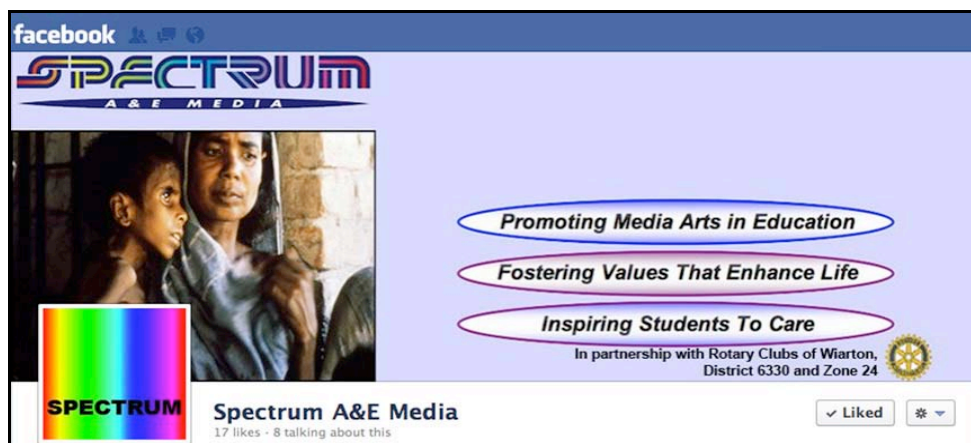 facebook
SPECTRUM
A & E MEDIA
Promoting Media Arts in Education
Fostering Values That Enhance Life
Inspiring Students To Care
In partnership with Rotary Clubs of Wiarton,
District 6330 and Zone 24
SPECTRUM
Spectrum A&E Media
17 likes · 8 talking about this
✓ Liked